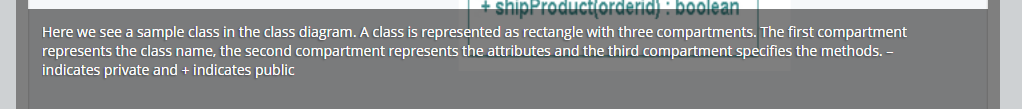 + shipProduct(orderid) : boolean
Here we see a sample class in the class diagram. A class is represented as rectangle with three compartments. The first compartment
represents the class name, the second compartment represents the attributes and the third compartment specifies the methods. –
indicates private and + indicates public